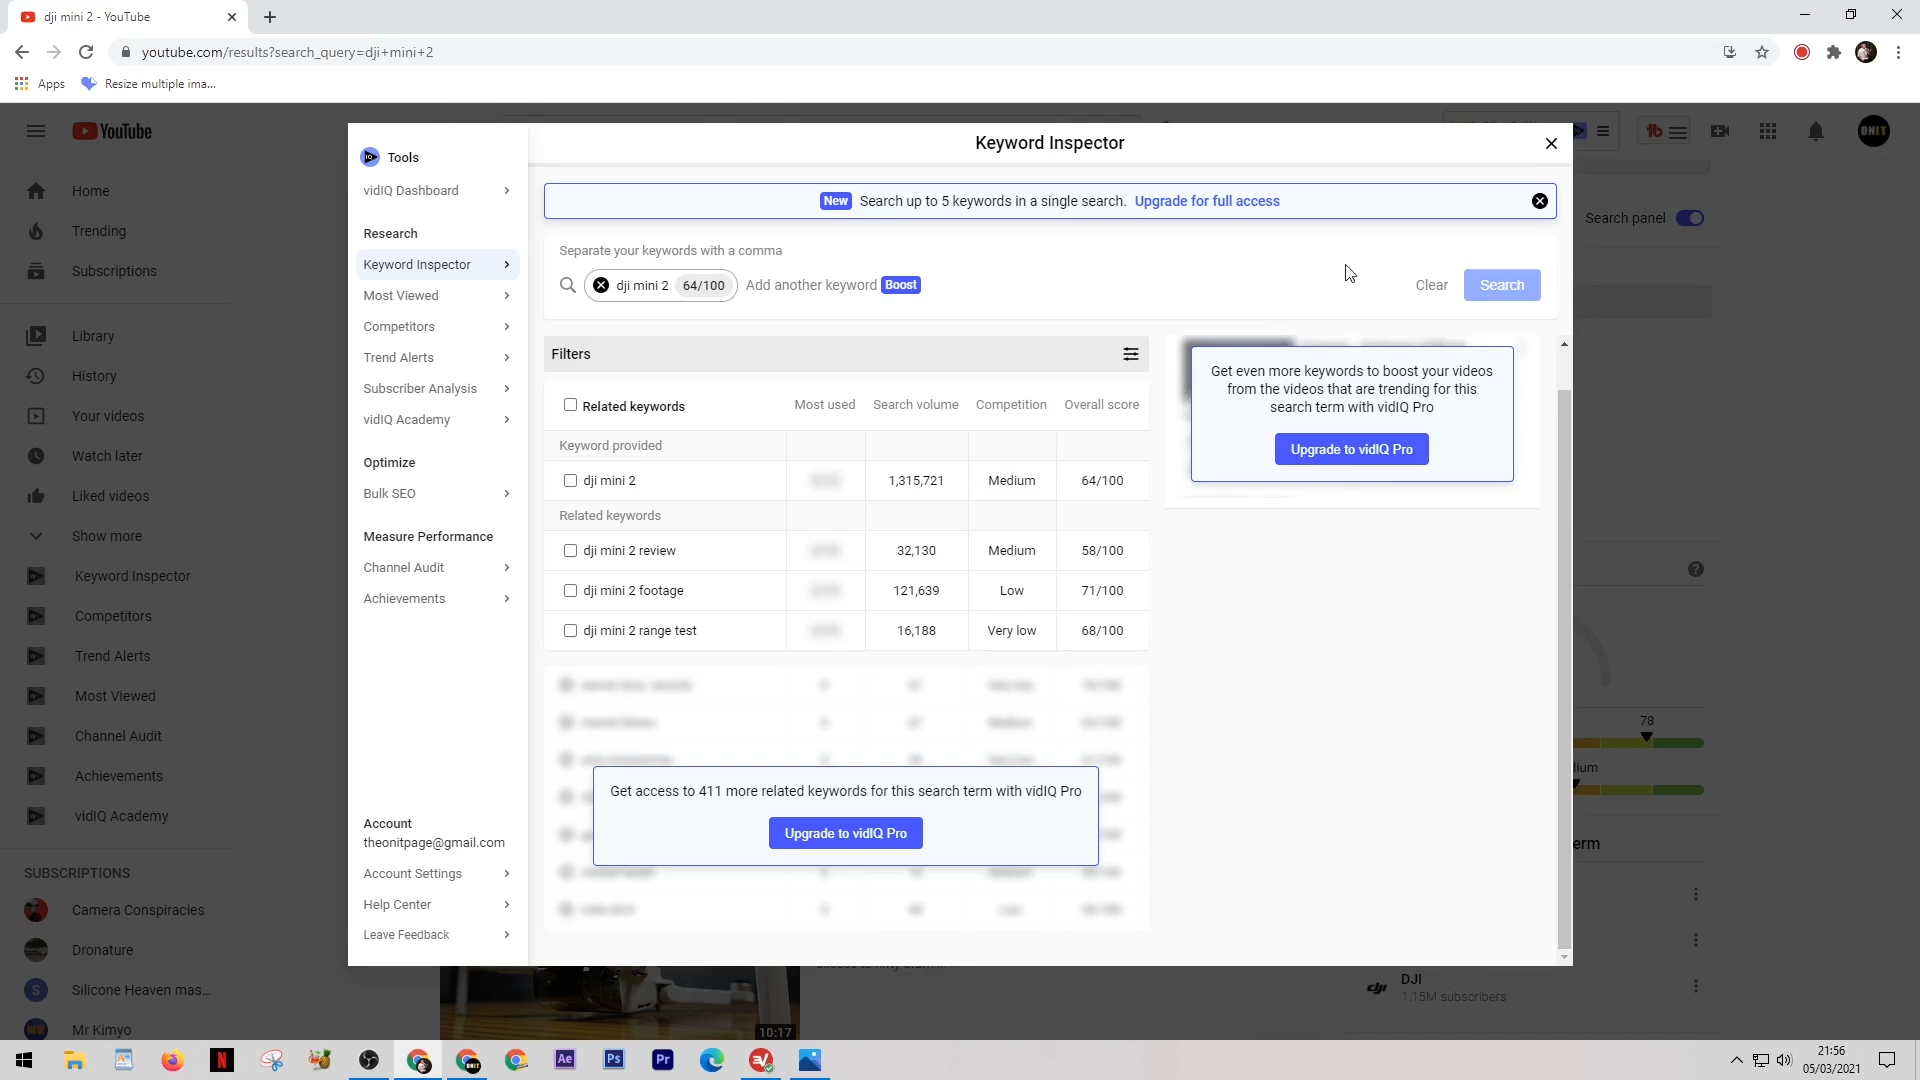 dji mini 2 - YouTube
youtube.com/results?search_query=dji+mini+2
Apps
Resize multiple ima...
YouTube
ONIT
Home
Trending
Subscriptions
Library
History
Your videos
Watch later
Liked videos
Show more
Keyword Inspector
Competitors
Trend Alerts
Most Viewed
Channel Audit
Achievements
vidIQ Academy
SUBSCRIPTIONS
Camera Conspiracies
Dronature
S Silicone Heaven mas...
Mr Kimyo
Tools
vidIQ Dashboard
Research
Keyword Inspector
Most Viewed
Competitors
Trend Alerts
Subscriber Analysis
vidIQ Academy
Optimize
Bulk SEO
Measure Performance
Channel Audit
Achievements
Account
theonitpage@gmail.com
Account Settings
Help Center
Leave Feedback
Keyword Inspector
New Search up to 5 keywords in a single search. Upgrade for full access
Separate your keywords with a comma
dji mini 2 64/100 Add another keyword Boost Clear Search
Filters
Related keywords Most used Search volume Competition Overall score
Keyword provided
dji mini 2 1,315,721 Medium 64/100
Related keywords
dji mini 2 review 32,130 Medium 58/100
dji mini 2 footage 121,639 Low 71/100
dji mini 2 range test 16,188 Very low 68/100
Get access to 411 more related keywords for this search term with vidIQ Pro
Upgrade to vidIQ Pro
Get even more keywords to boost your videos
from the videos that are trending for this
search term with vidIQ Pro
Upgrade to vidIQ Pro
Search panel
78
dium
erm
DJI
1.15M subscribers
10:17
Ae Ps Pr
21:56
05/03/2021